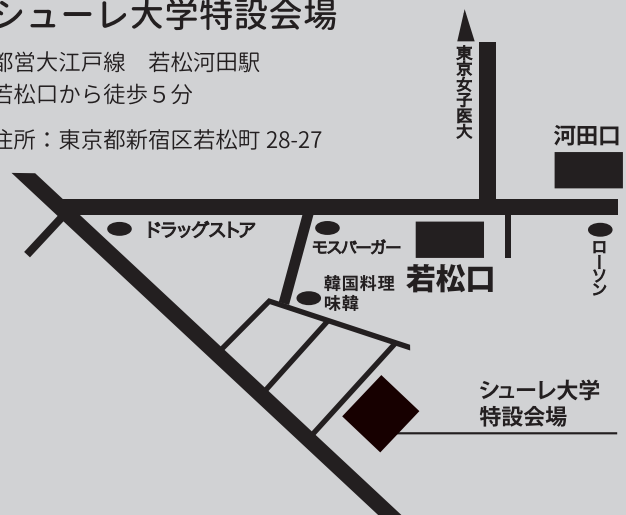 シューレ大学特設会場
都営大江戸線　若松河田駅
若松口から徒歩５分
住所：東京都新宿区若松町 28-27
東京女子医大
河田口
ドラッグストア
モスバーガー
若松口
ローソン
韓国料理
味韓
シューレ大学
特設会場